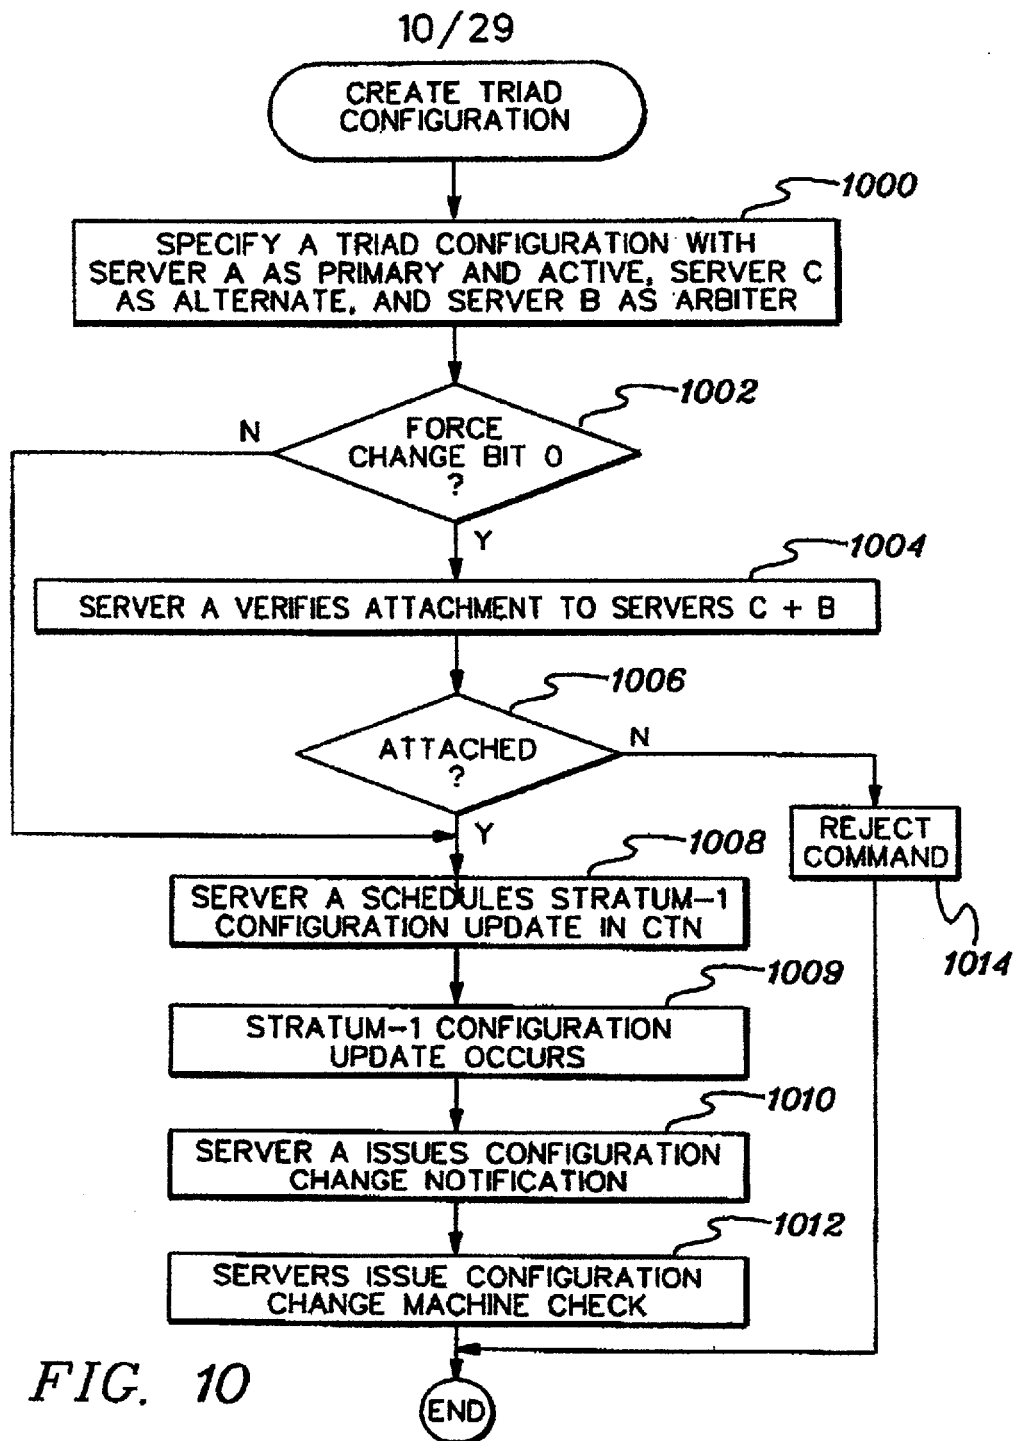 10/29
CREATE TRIAD
CONFIGURATION
1000
SPECIFY A TRIAD CONFIGURATION WITH
SERVER A AS PRIMARY AND ACTIVE, SERVER C
AS ALTERNATE, AND SERVER B AS ARBITER
1002
N
FORCE
CHANGE BIT 0
?
Y
1004
SERVER A VERIFIES ATTACHMENT TO SERVERS C + B
1006
ATTACHED
?
N
Y
REJECT
COMMAND
1014
1008
SERVER A SCHEDULES STRATUM-1
CONFIGURATION UPDATE IN CTN
1009
STRATUM-1 CONFIGURATION
UPDATE OCCURS
1010
SERVER A ISSUES CONFIGURATION
CHANGE NOTIFICATION
1012
SERVERS ISSUE CONFIGURATION
CHANGE MACHINE CHECK
END
FIG. 10